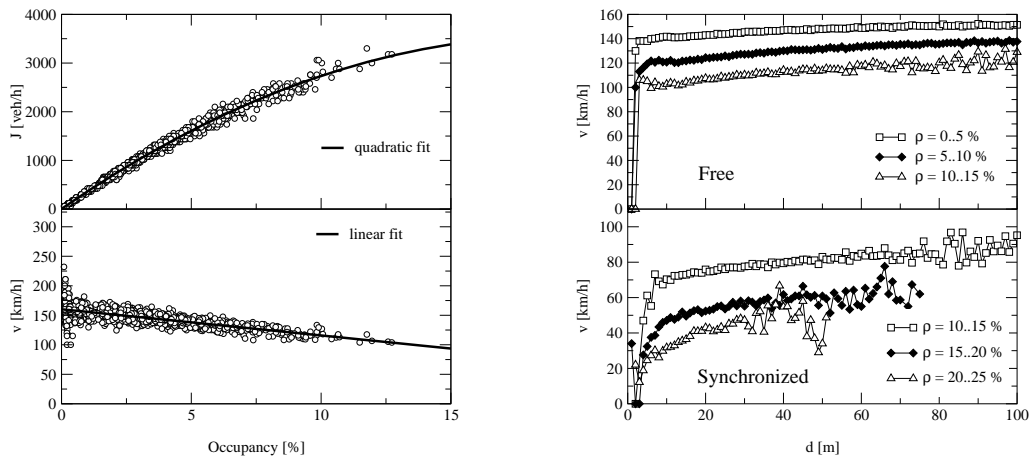 4000
3000
2000
1000
0
J [veh/h]
quadratic fit
300
250
200
150
100
50
0
v [km/h]
linear fit
0 5 10 15
Occupancy [%]
160
140
120
100
80
60
40
20
0
v [km/h]
ρ = 0..5 %
ρ = 5..10 %
ρ = 10..15 %
Free
80
60
40
20
0
v [km/h]
ρ = 10..15 %
ρ = 15..20 %
ρ = 20..25 %
Synchronized
0 20 40 60 80 100
d [m]